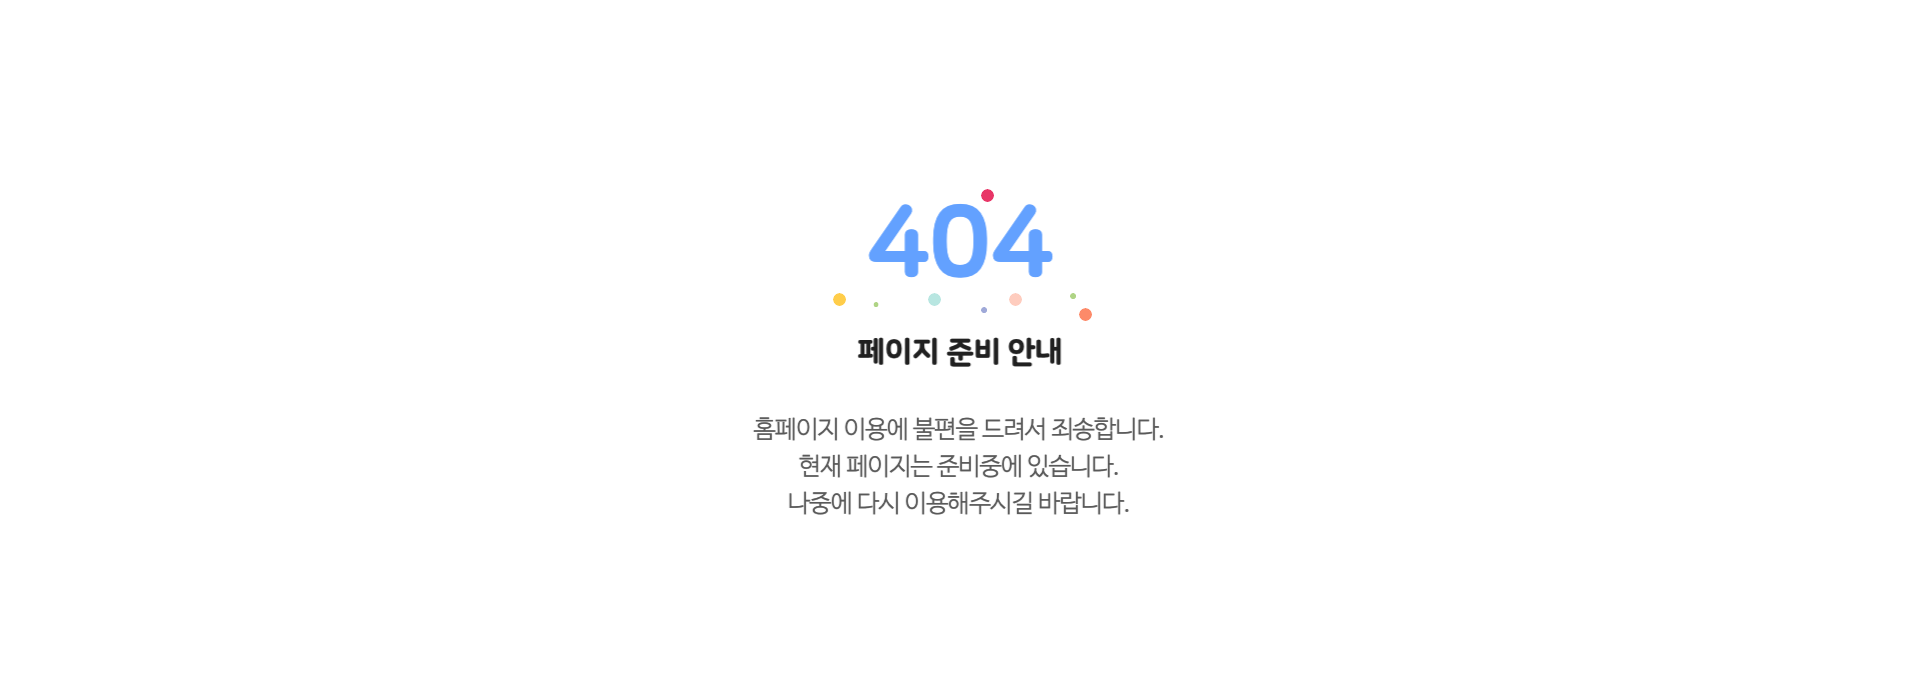 404
페이지 준비 안내
홈페이지 이용에 불편을 드려서 죄송합니다.
현재 페이지는 준비중에 있습니다.
나중에 다시 이용해주시길 바랍니다.